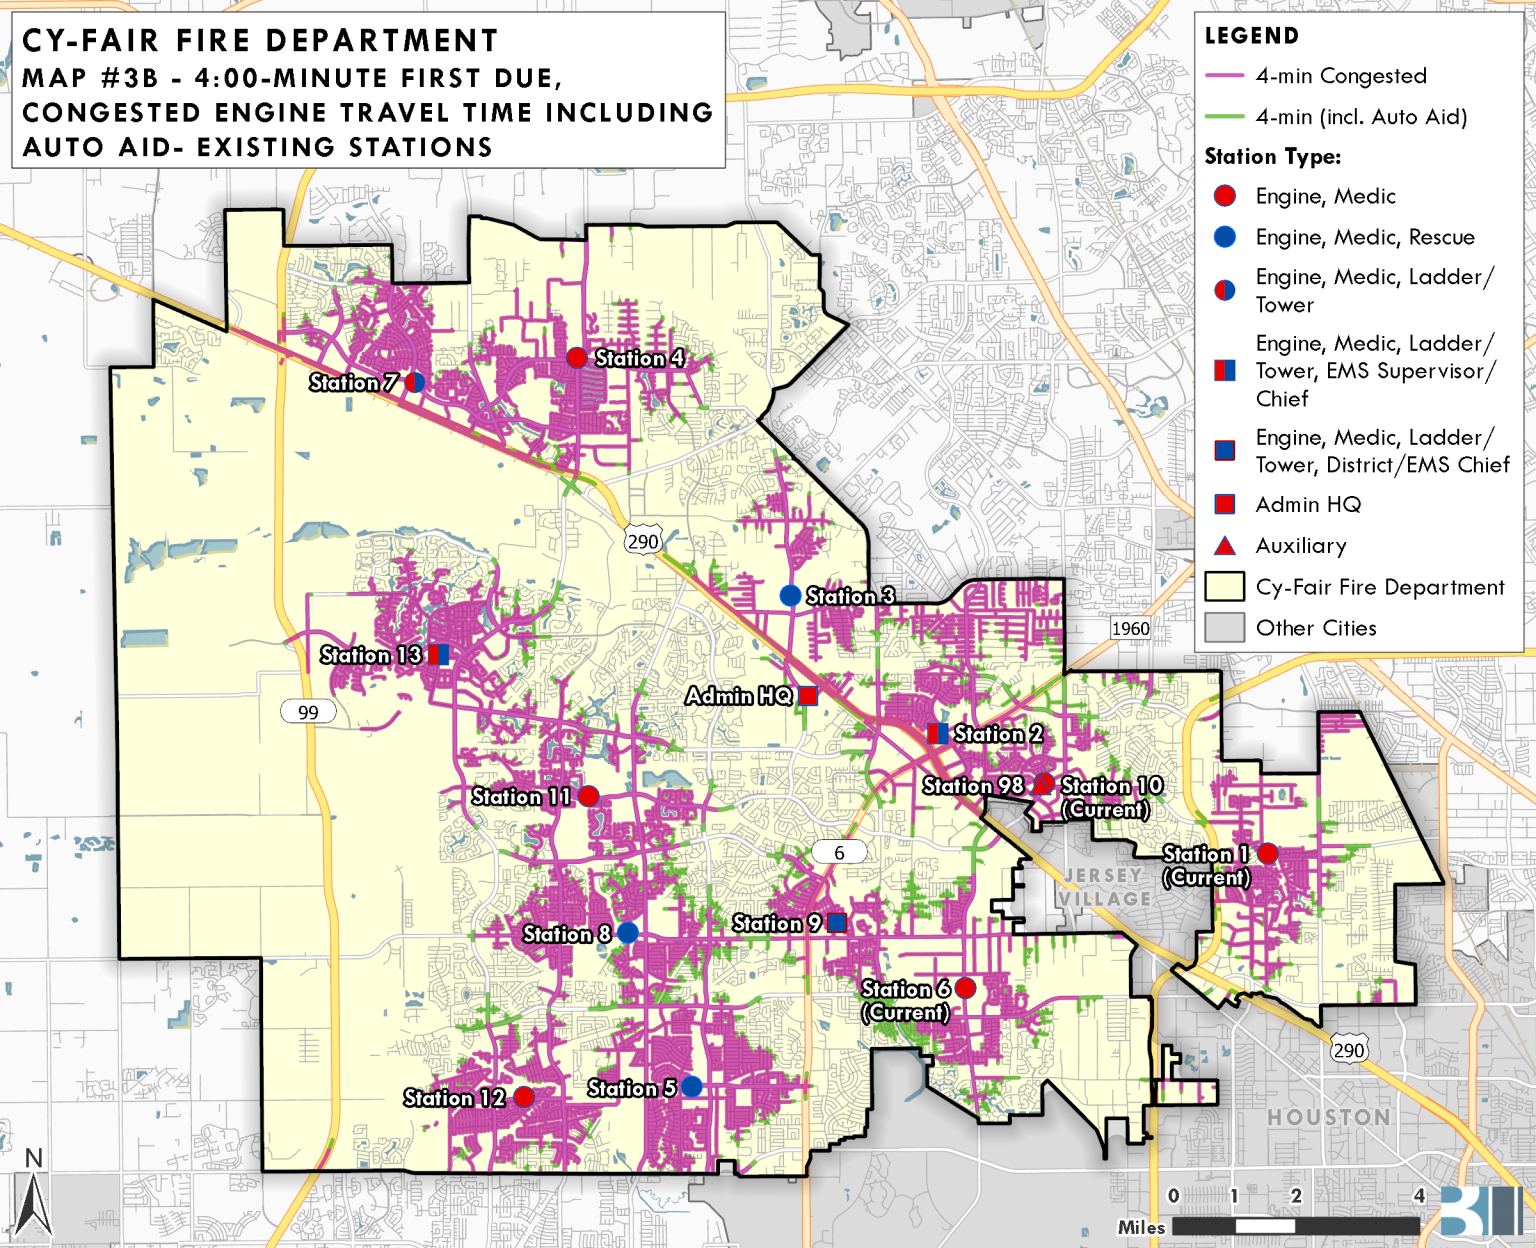 CY-FAIR FIRE DEPARTMENT
MAP #3B - 4:00-MINUTE FIRST DUE,
CONGESTED ENGINE TRAVEL TIME INCLUDING
AUTO AID- EXISTING STATIONS
LEGEND
4-min Congested
4-min (incl. Auto Aid)
Station Type:
Engine, Medic
Engine, Medic, Rescue
Engine, Medic, Ladder/
Tower
Engine, Medic, Ladder/
Tower, EMS Supervisor/
Chief
Engine, Medic, Ladder/
Tower, District/EMS Chief
Admin HQ
Auxiliary
Cy-Fair Fire Department
Other Cities
Station 4
Station 7
290
Station 3
1960
Station 13
Admin HQ
99
Station 2
Station 98
Station 10
(Current)
Station 11
6
Station 1
(Current)
JERSEY
VILLAGE
Station 9
Station 8
Station 6
(Current)
290
Station 5
Station 12
HOUSTON
N
0 1 2 4
Miles
B